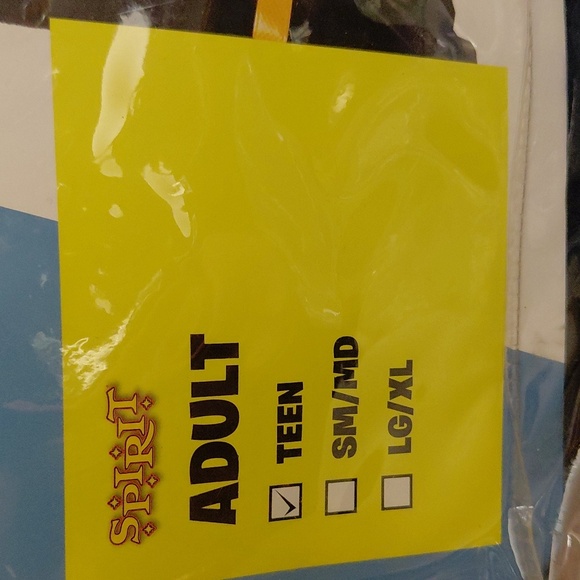 SPIRIT
ADULT
TEEN
SM/MD
LG/XL